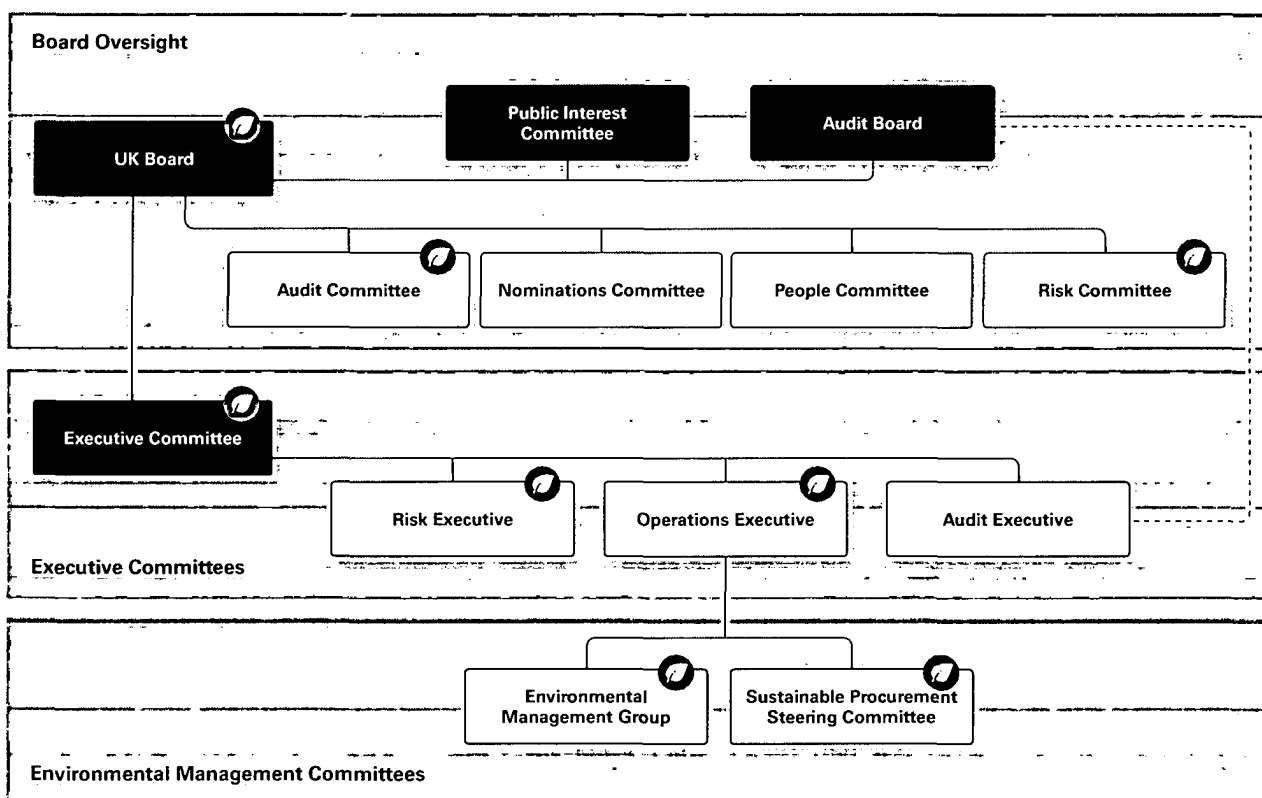 Board Oversight
Public Interest
Committee
Audit Board
UK Board
Audit Committee
Nominations Committee
People Committee
Risk Committee
Executive Committee
Risk Executive
Operations Executive
Audit Executive
Executive Committees
Environmental
Management Group
Sustainable Procurement
Steering Committee
Environmental Management Committees